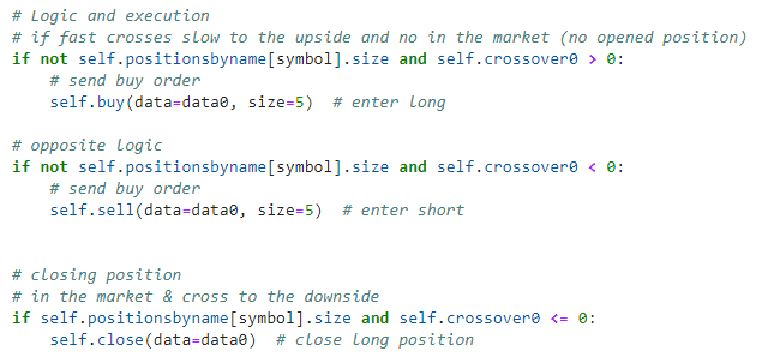 # Logic and execution
# if fast crosses slow to the upside and no in the market (no opened position)
if not self.positionsbyname[symbol].size and self.crossover0 > 0:
# send buy order
self.buy(data=data0, size=5)  # enter long
# opposite logic
if not self.positionsbyname[symbol].size and self.crossover0 < 0:
# send buy order
self.sell(data=data0, size=5)  # enter short
# closing position
# in the market & cross to the downside
if self.positionsbyname[symbol].size and self.crossover0 <= 0:
self.close(data=data0)  # close long position